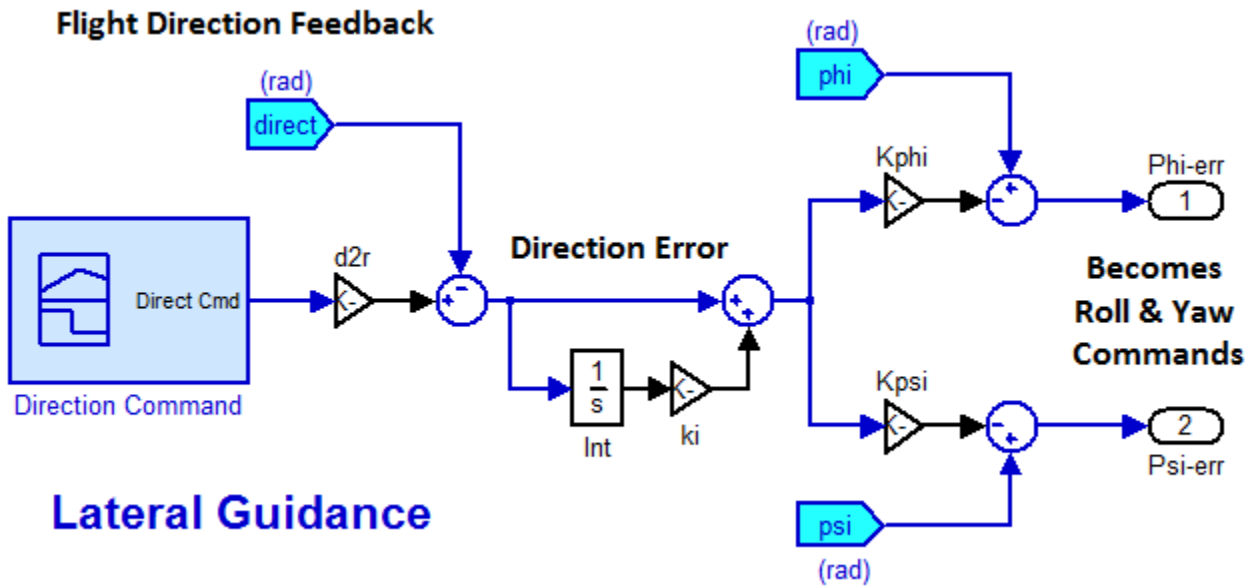 Flight Direction Feedback
(rad)
direct
(rad)
phi
Kphi
Phi-err
1
d2r
Direct Cmd
K-
K-
Direction Error
Direction Command
1
s
Int
K-
ki
Becomes
Roll & Yaw
Commands
Kpsi
K-
2
Psi-err
Lateral Guidance
psi
(rad)